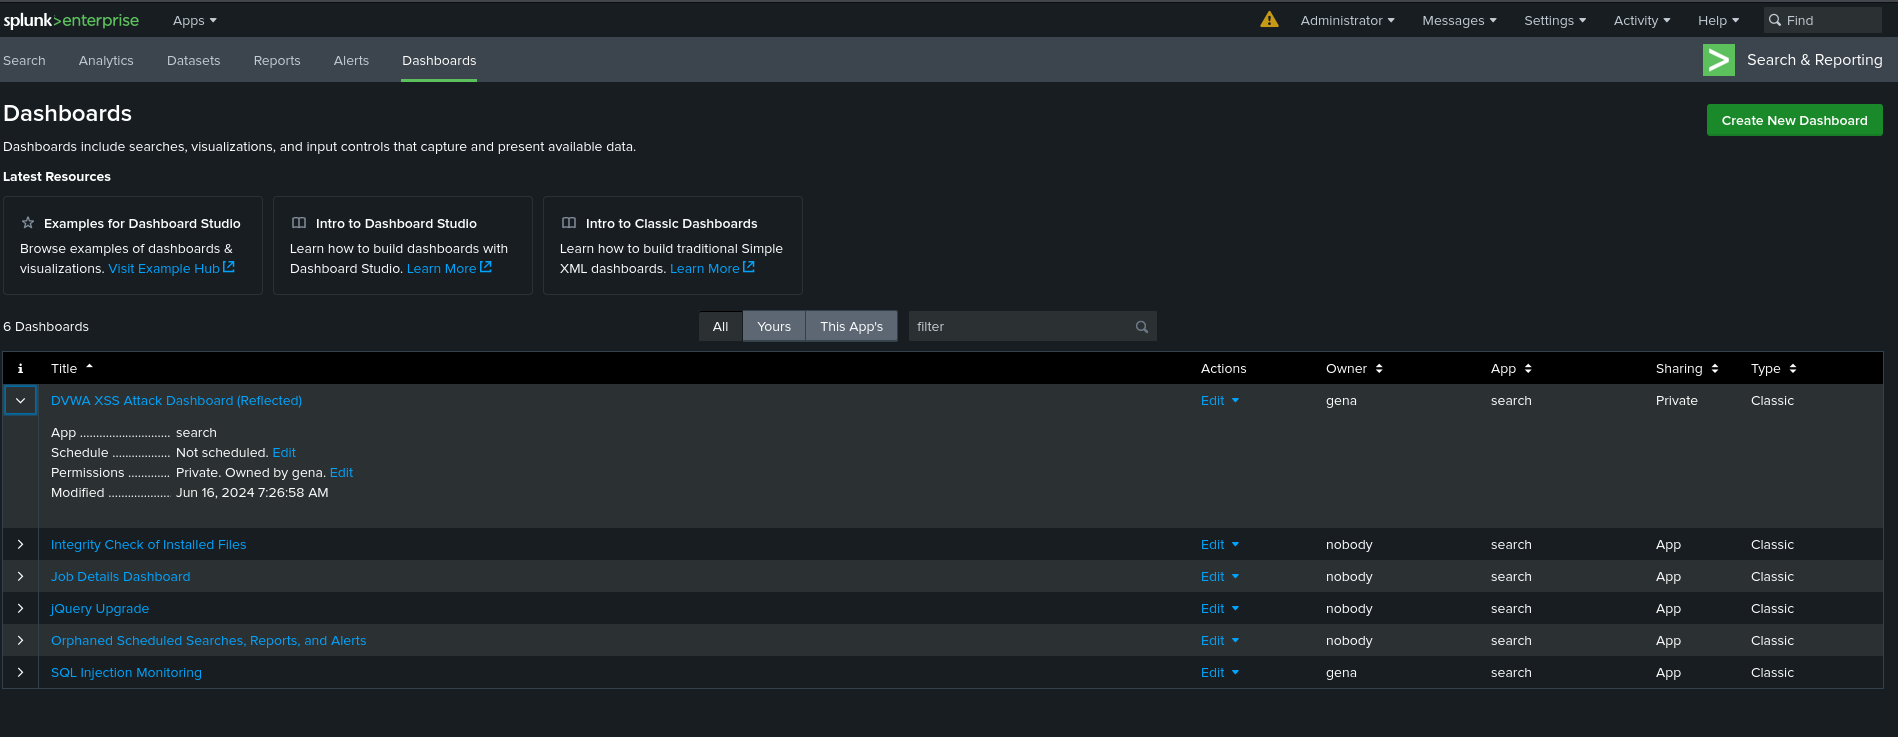 splunk>enterprise Apps Administrator Messages Settings Activity Help Find
Search Analytics Datasets Reports Alerts Dashboards > Search & Reporting
Dashboards
Create New Dashboard
Dashboards include searches, visualizations, and input controls that capture and present available data.
Latest Resources
Examples for Dashboard Studio
Browse examples of dashboards &
visualizations. Visit Example Hub
Intro to Dashboard Studio
Learn how to build dashboards with
Dashboard Studio. Learn More
Intro to Classic Dashboards
Learn how to build traditional Simple
XML dashboards. Learn More
6 Dashboards All Yours This App's filter
i Title Actions Owner App Sharing Type
DVWA XSS Attack Dashboard (Reflected) Edit gena search Private Classic
App ............................ search
Schedule .................. Not scheduled. Edit
Permissions ............. Private. Owned by gena. Edit
Modified ................... Jun 16, 2024 7:26:58 AM
Integrity Check of Installed Files Edit nobody search App Classic
Job Details Dashboard Edit nobody search App Classic
jQuery Upgrade Edit nobody search App Classic
Orphaned Scheduled Searches, Reports, and Alerts Edit nobody search App Classic
SQL Injection Monitoring Edit gena search App Classic